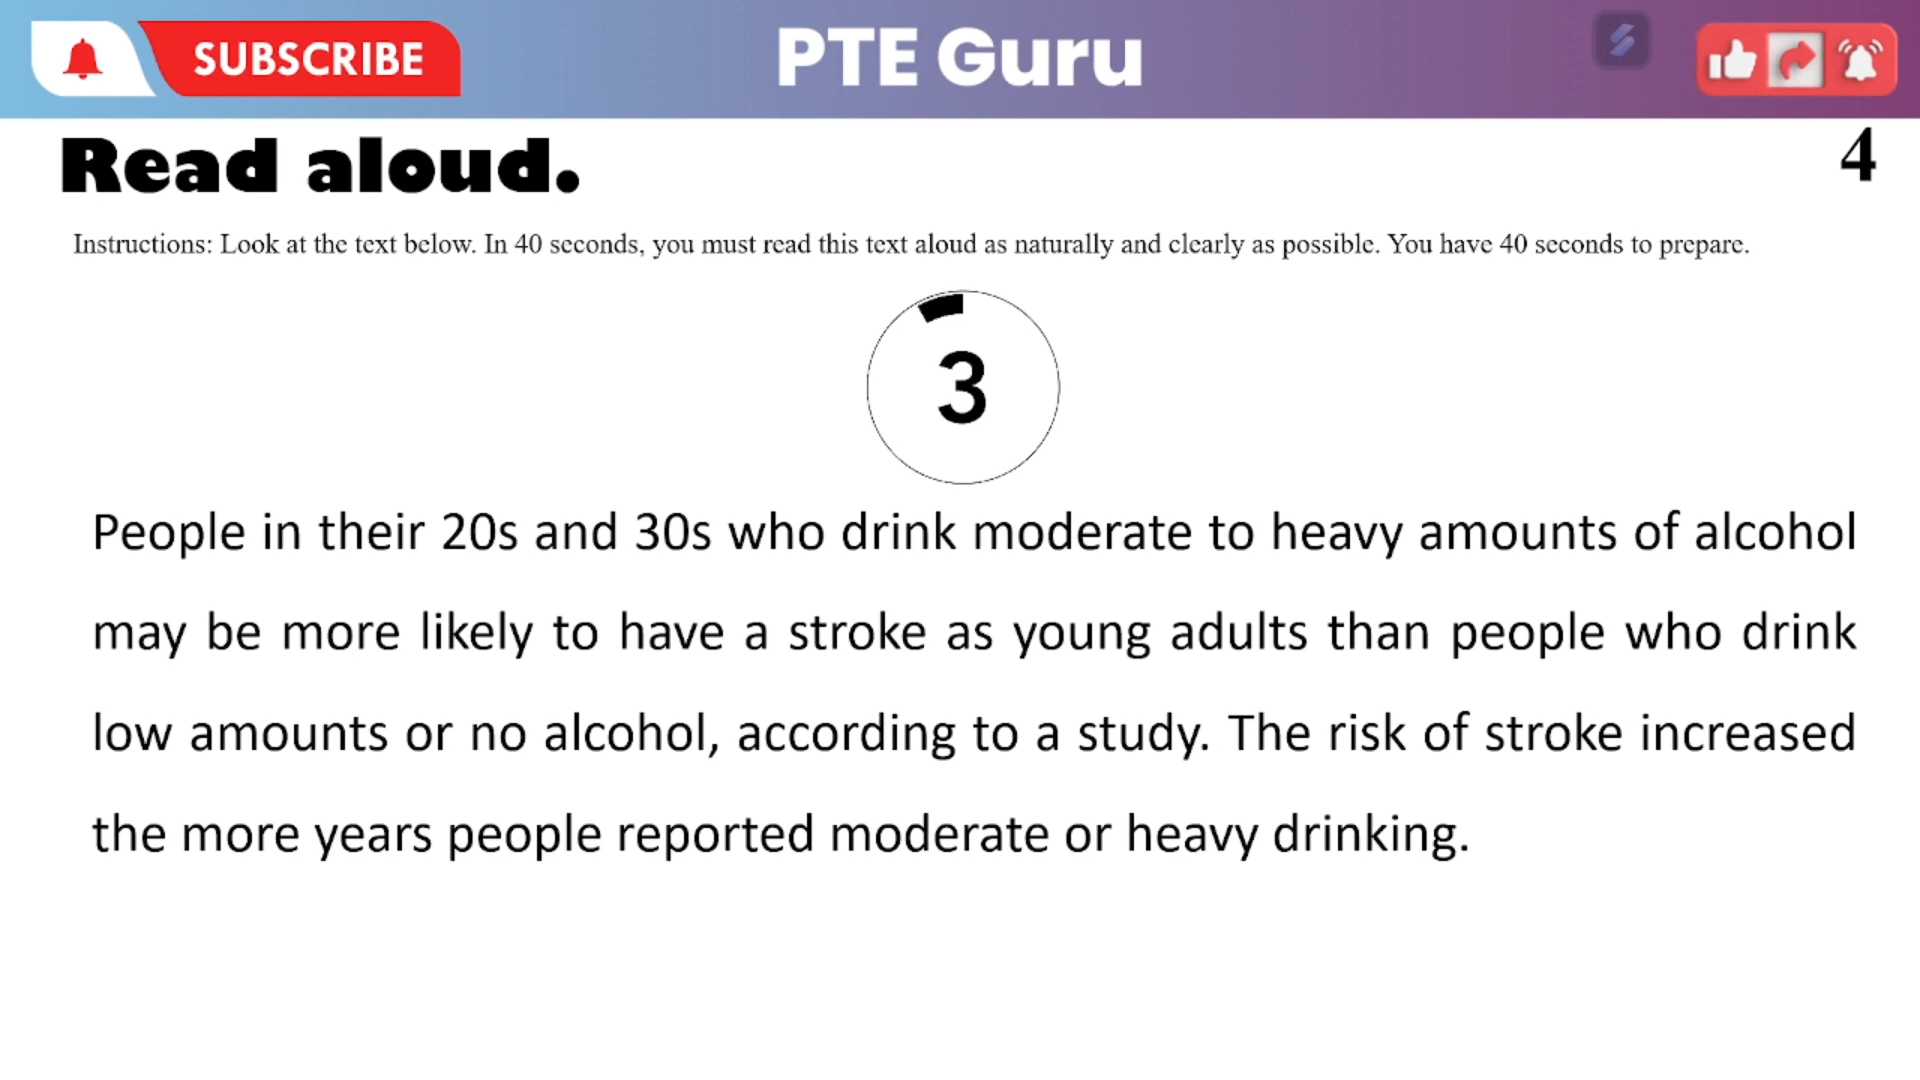 SUBSCRIBE
PTE Guru
Read aloud.
4
Instructions: Look at the text below. In 40 seconds, you must read this text aloud as naturally and clearly as possible. You have 40 seconds to prepare.
3
People in their 20s and 30s who drink moderate to heavy amounts of alcohol
may be more likely to have a stroke as young adults than people who drink
low amounts or no alcohol, according to a study. The risk of stroke increased
the more years people reported moderate or heavy drinking.